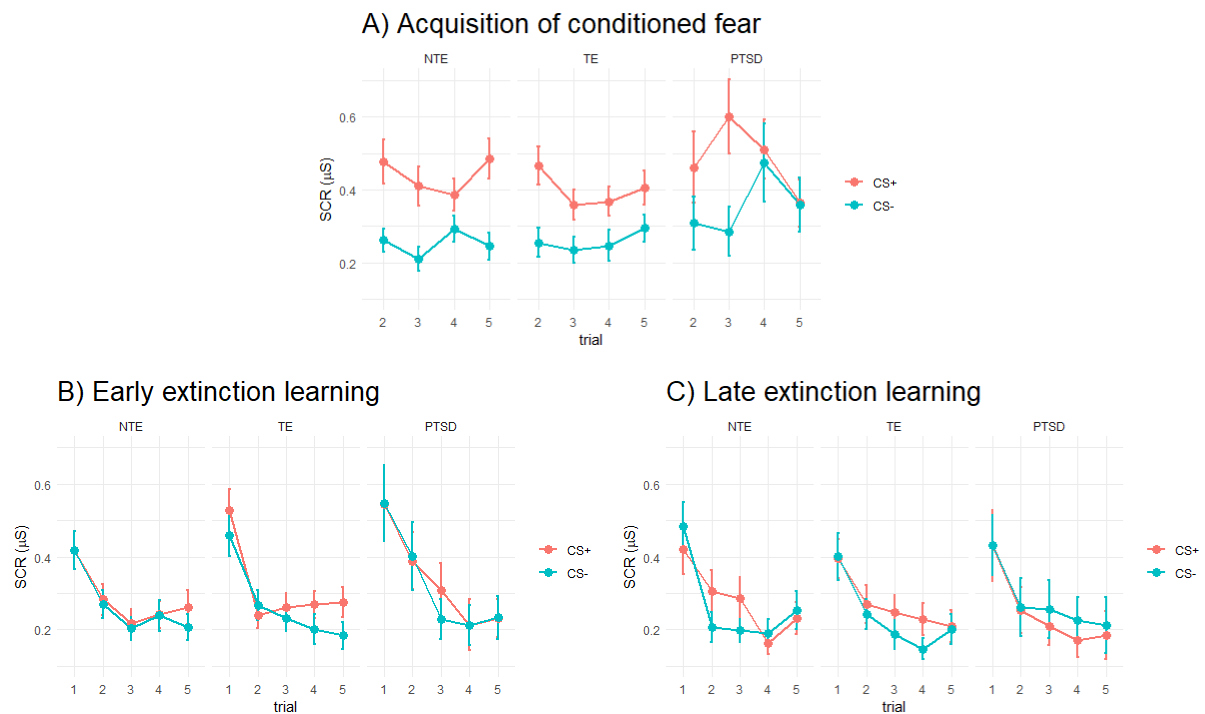 A) Acquisition of conditioned fear
NTE TE PTSD
0.6
0.4
0.2
SCR (μS)
2 3 4 5 2 3 4 5 2 3 4 5
trial
CS+
CS-
B) Early extinction learning
NTE TE PTSD
0.6
0.4
0.2
SCR (μS)
1 2 3 4 5 1 2 3 4 5 1 2 3 4 5
trial
CS+
CS-
C) Late extinction learning
NTE TE PTSD
0.6
0.4
0.2
SCR (μS)
1 2 3 4 5 1 2 3 4 5 1 2 3 4 5
trial
CS+
CS-